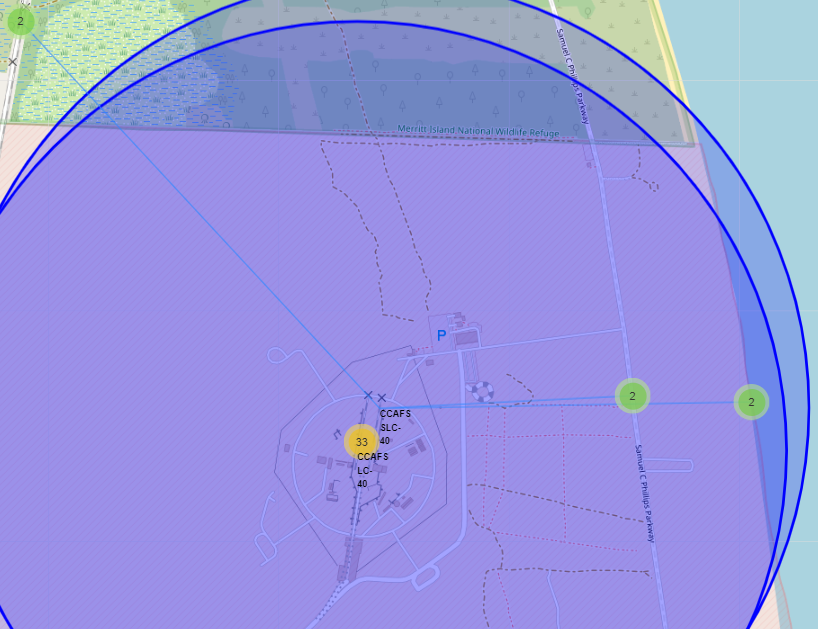 2
Samuel C Phillips Parkway
Merritt Island National Wildlife Refuge
P
2
2
CCAFS
SLC-
40
33
CCAFS
LC-
40
Samuel C Phillips Parkway